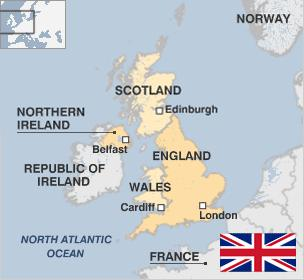 NORWAY
SCOTLAND
Edinburgh
NORTHERN
IRELAND
Belfast
ENGLAND
REPUBLIC OF
IRELAND
WALES
Cardiff
London
NORTH ATLANTIC
OCEAN
FRANCE